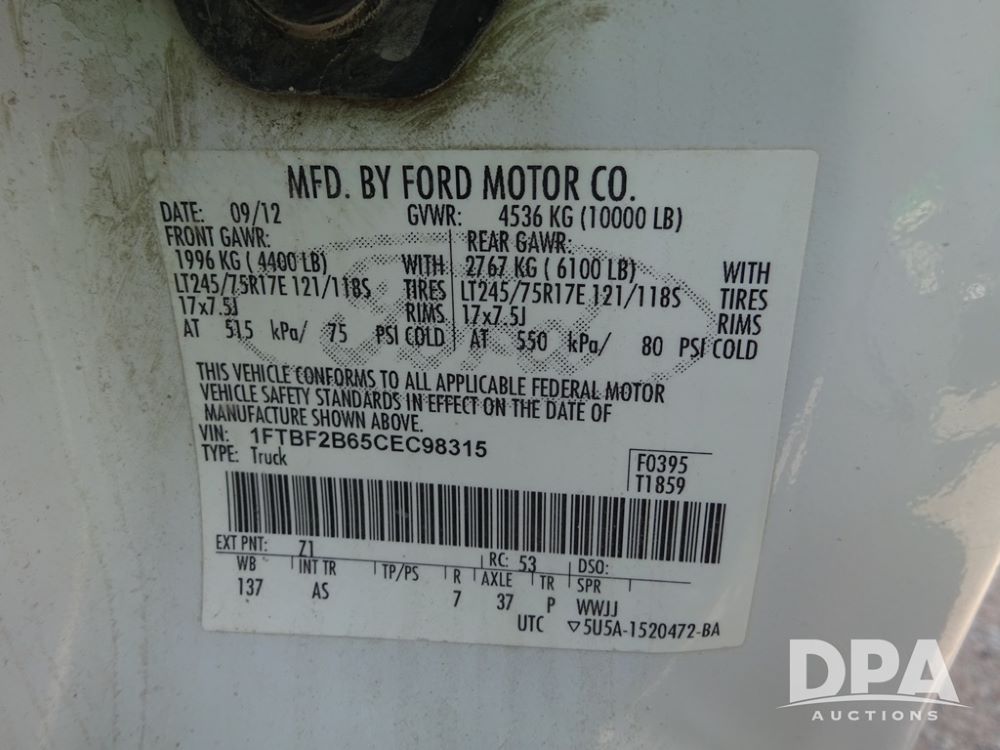 MFD. BY FORD MOTOR CO.
DATE: 09/12 GVWR: 4536 KG (10000 LB)
FRONT GAWR: REAR GAWR:
1996 KG ( 4400 LB) WITH 2767 KG ( 6100 LB) WITH
LT245/75R17E 121/118S TIRES LT245/75R17E 121/118S TIRES
17x7.5J RIMS 17x7.5J RIMS
AT 515 kPa/ 75 PSI COLD AT 550 kPa/ 80 PSI COLD
THIS VEHICLE CONFORMS TO ALL APPLICABLE FEDERAL MOTOR
VEHICLE SAFETY STANDARDS IN EFFECT ON THE DATE OF
MANUFACTURE SHOWN ABOVE.
VIN: 1FTBF2B65CEC98315
TYPE: Truck
F0395
T1859
EXT PNT: Z1 RC: 53 DSO:
WB INT TR TP/PS R AXLE TR SPR
137 AS 7 37 P WWJJ
UTC ▽5U5A-1520472-BA
DPA
AUCTIONS